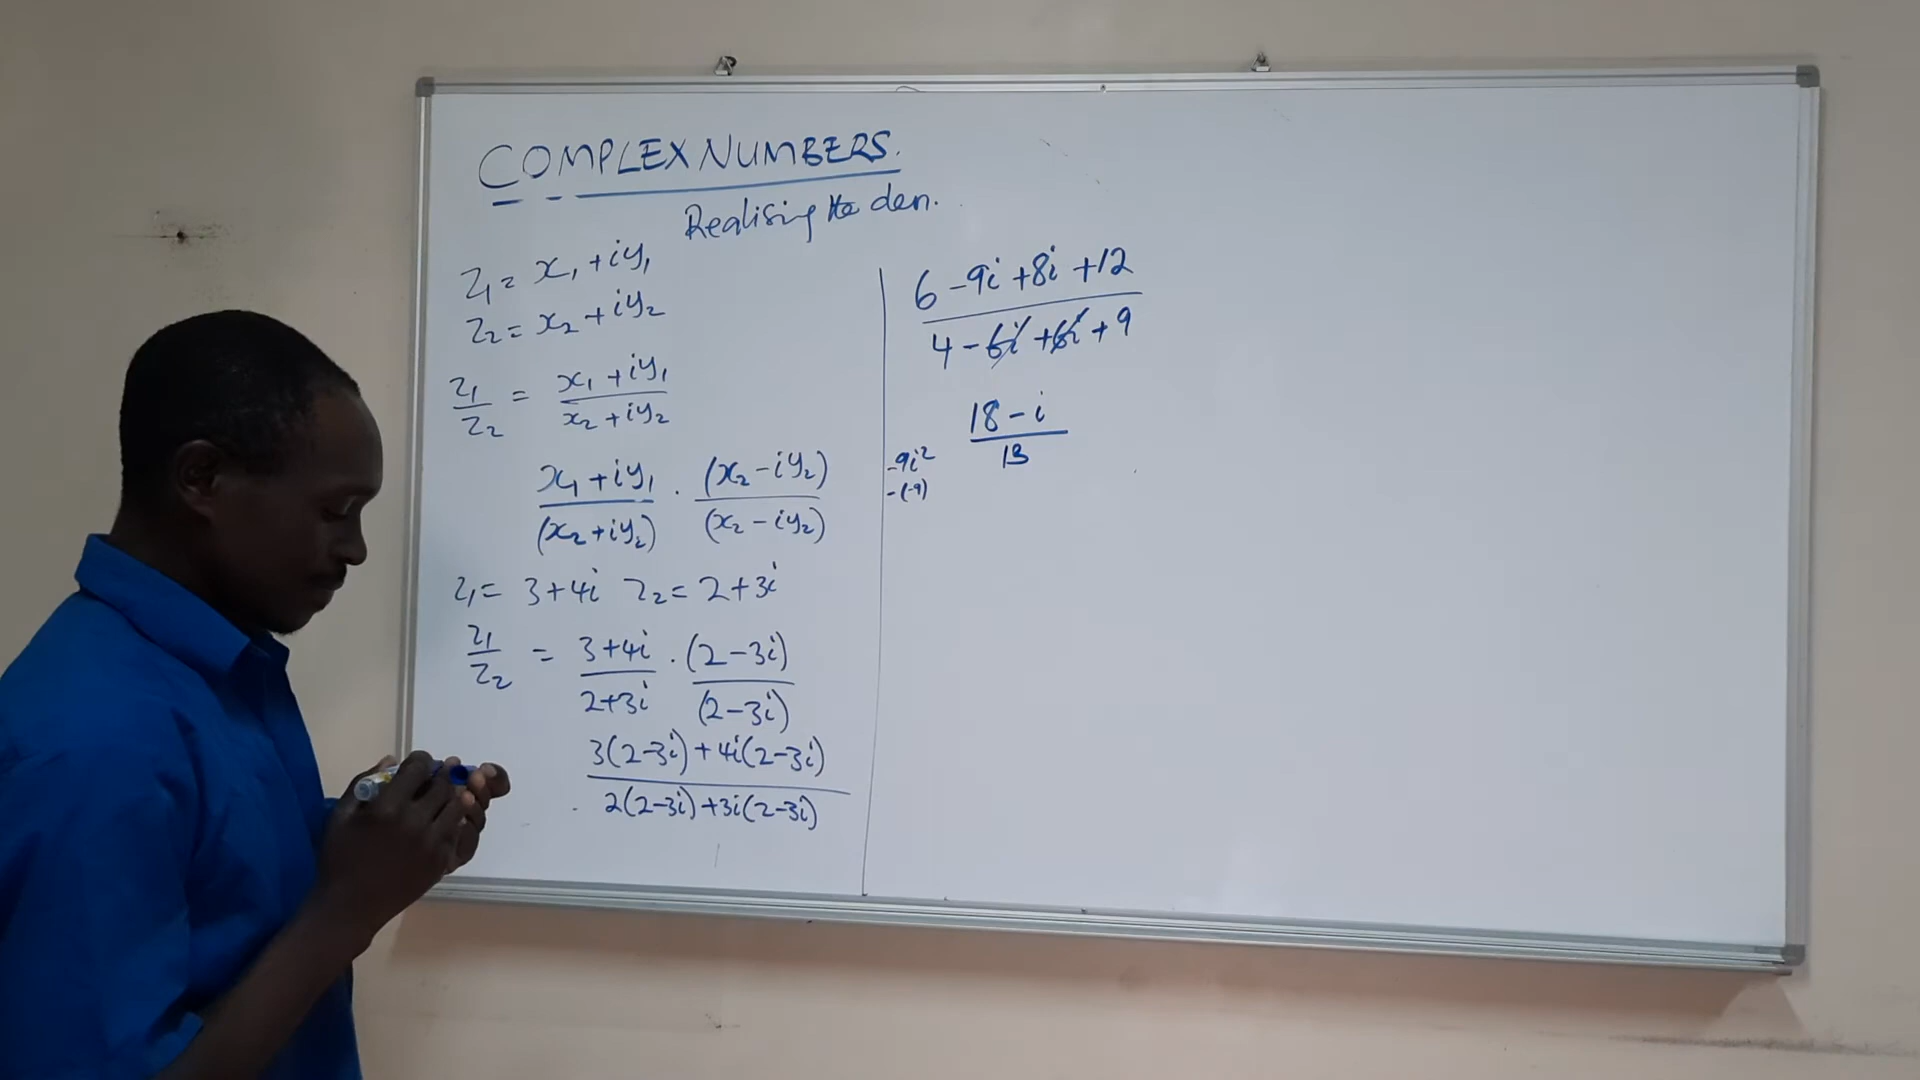 COMPLEX NUMBERS.
Realising the den.
Z₁ = x₁ + iy₁
Z₂ = x₂ + iy₂
Z₁/Z₂ = (x₁ + iy₁)/(x₂ + iy₂)
x₁ + iy₁/(x₂ + iy₂) . (x₂ - iy₂)/(x₂ - iy₂)
Z₁ = 3 + 4i Z₂ = 2 + 3i
Z₁/Z₂ = 3 + 4i/2 + 3i . (2 - 3i)/(2 - 3i)
3(2 - 3i) + 4i(2 - 3i)
2(2 - 3i) + 3i(2 - 3i)
6 - 9i + 8i + 12
4 - 6i + 6i + 9
18 - i
13
-9i²
-(-9)